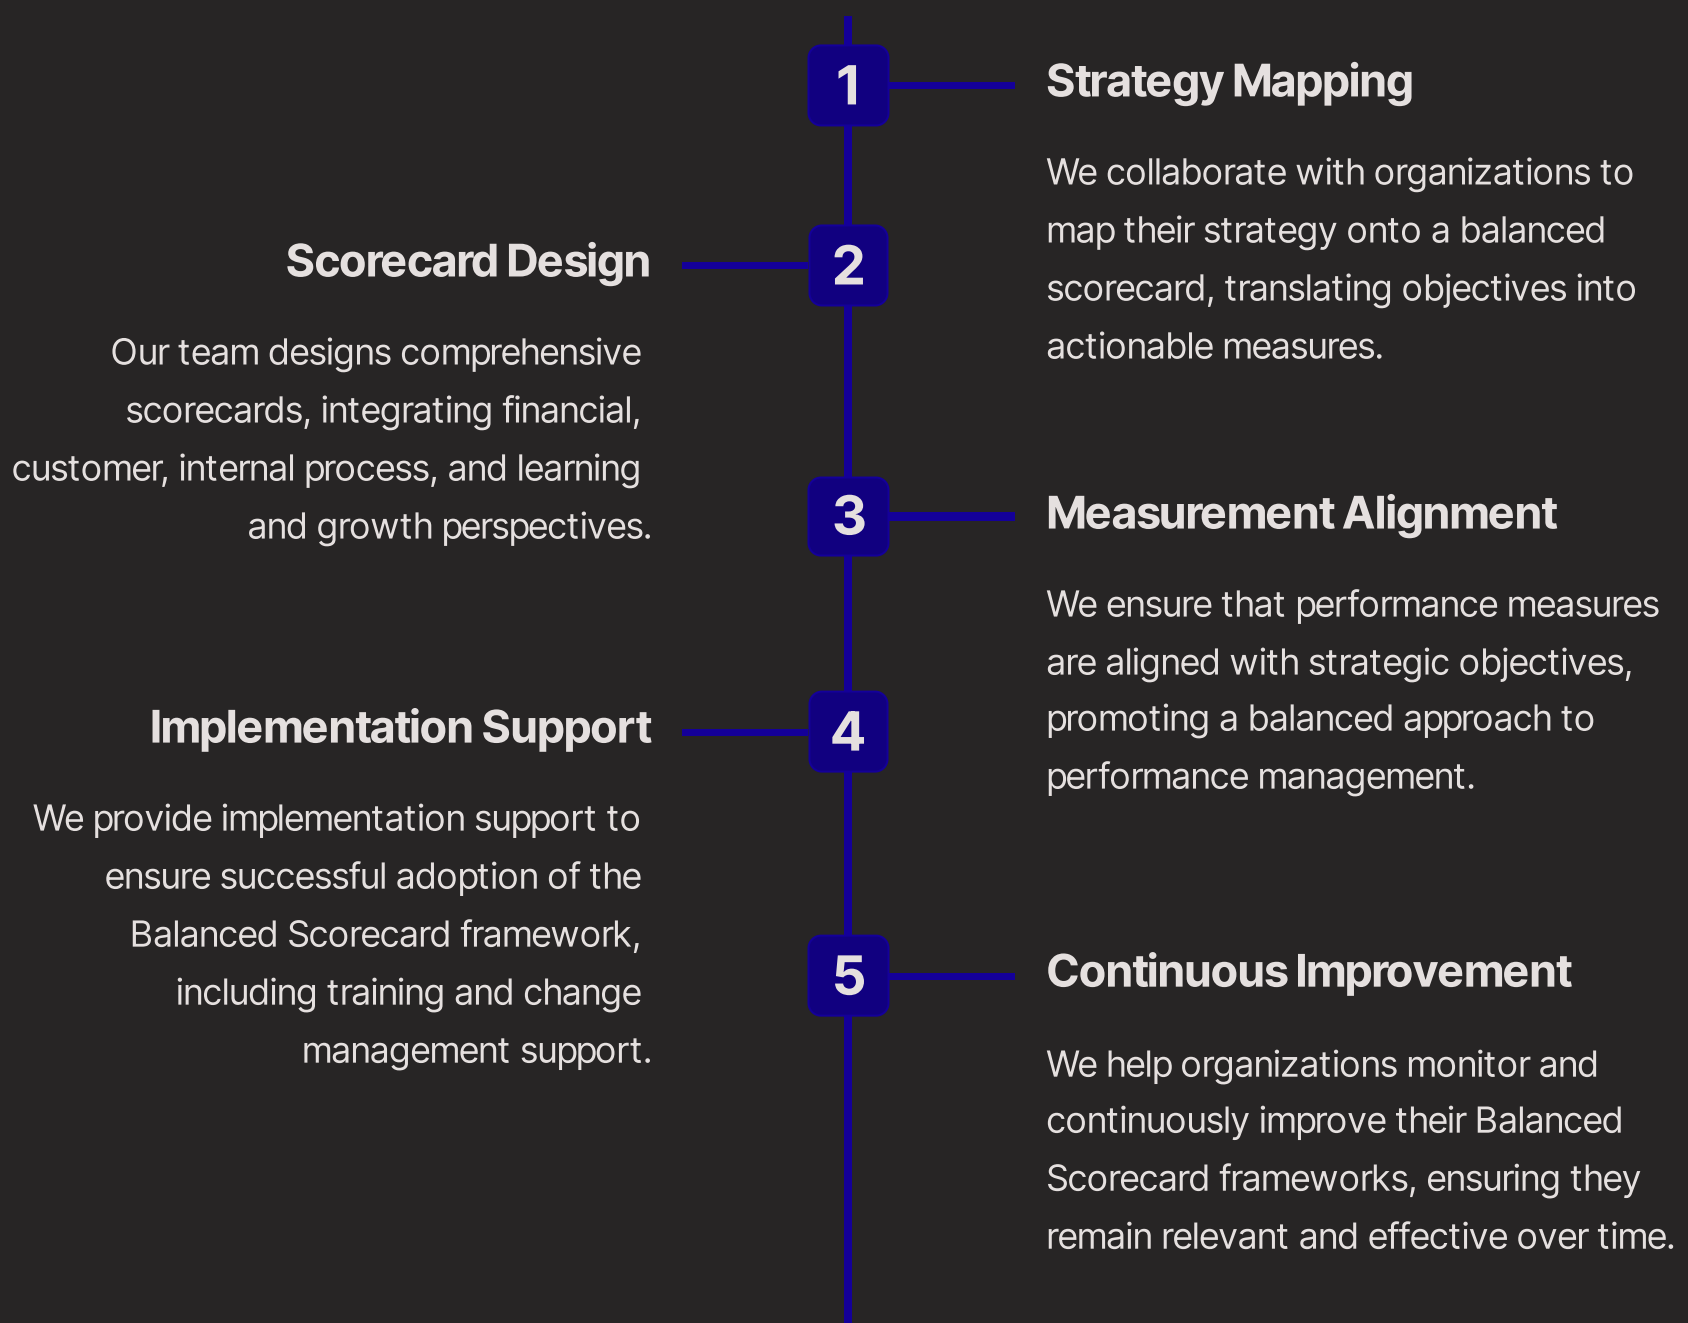 1
Strategy Mapping
We collaborate with organizations to
map their strategy onto a balanced
scorecard, translating objectives into
actionable measures.
2
Scorecard Design
Our team designs comprehensive
scorecards, integrating financial,
customer, internal process, and learning
and growth perspectives.
3
Measurement Alignment
We ensure that performance measures
are aligned with strategic objectives,
promoting a balanced approach to
performance management.
4
Implementation Support
We provide implementation support to
ensure successful adoption of the
Balanced Scorecard framework,
including training and change
management support.
5
Continuous Improvement
We help organizations monitor and
continuously improve their Balanced
Scorecard frameworks, ensuring they
remain relevant and effective over time.